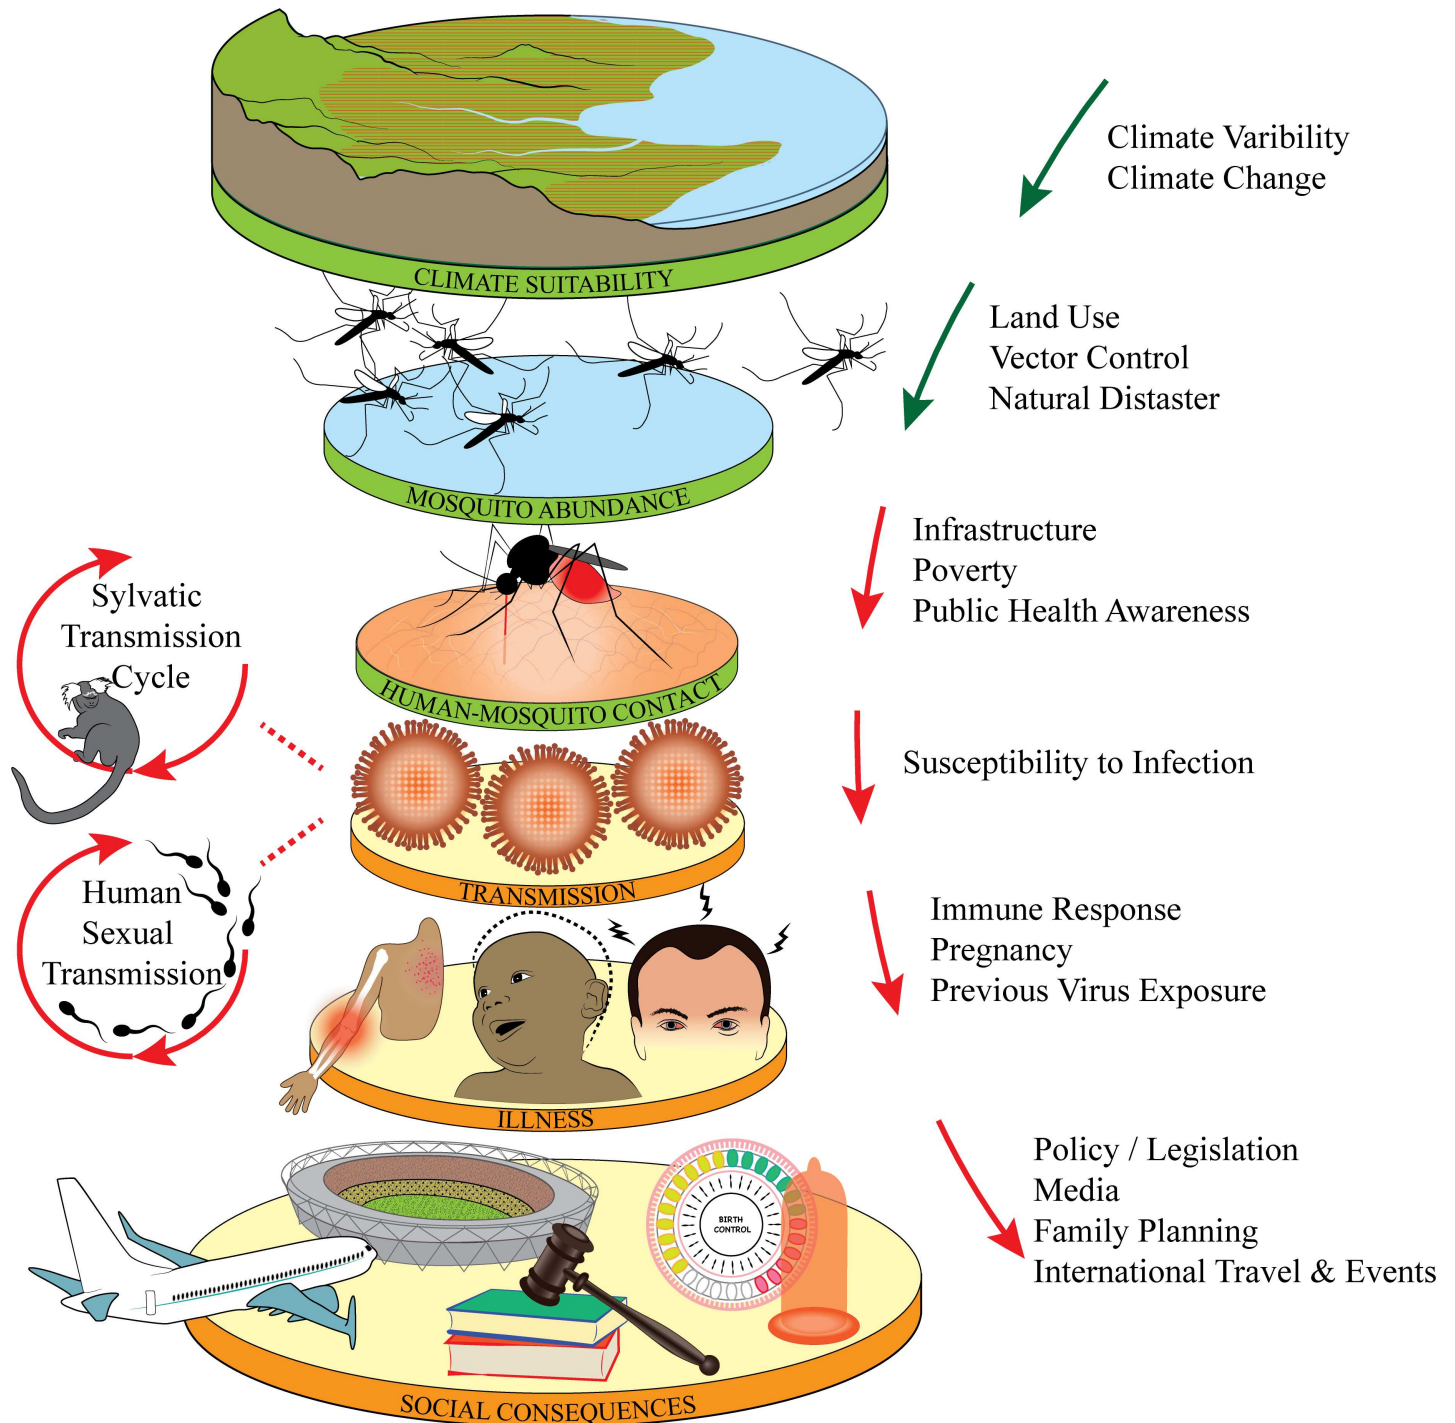 Climate Varibility
Climate Change
CLIMATE SUITABILITY
Land Use
Vector Control
Natural Distaster
MOSQUITO ABUNDANCE
Infrastructure
Poverty
Public Health Awareness
Sylvatic
Transmission
Cycle
HUMAN-MOSQUITO CONTACT
Susceptibility to Infection
TRANSMISSION
Human
Sexual
Transmission
Immune Response
Pregnancy
Previous Virus Exposure
ILLNESS
Policy / Legislation
Media
Family Planning
International Travel & Events
BIRTH
CONTROL
SOCIAL CONSEQUENCES